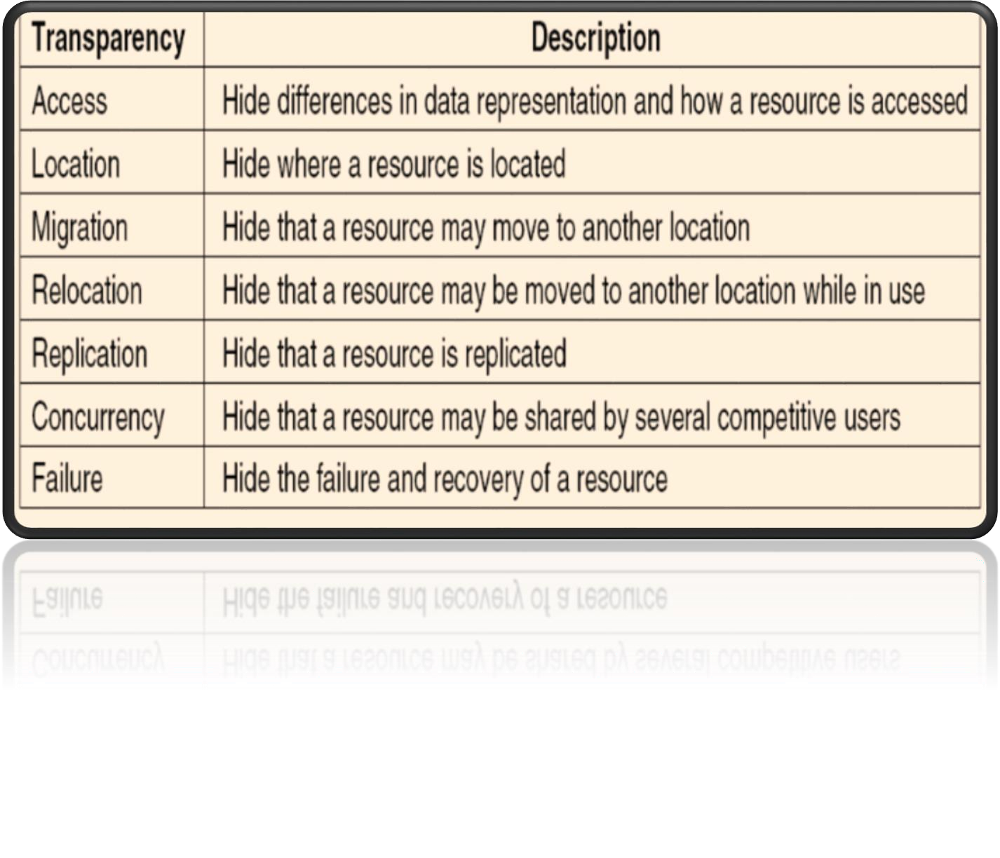 Transparency Description
Access Hide differences in data representation and how a resource is accessed
Location Hide where a resource is located
Migration Hide that a resource may move to another location
Relocation Hide that a resource may be moved to another location while in use
Replication Hide that a resource is replicated
Concurrency Hide that a resource may be shared by several competitive users
Failure Hide the failure and recovery of a resource